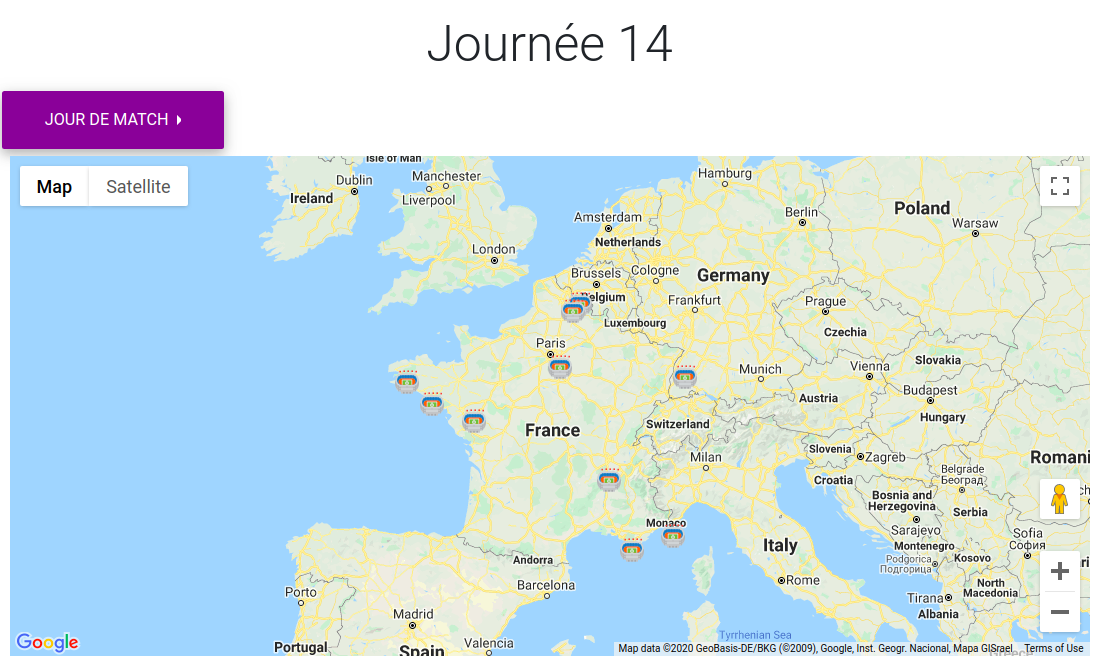 Journée 14
JOUR DE MATCH
Map Satellite
Isle of Man
Manchester
Dublin
Ireland
Liverpool
London
Hamburg
Amsterdam
Berlin
Netherlands
Poland
Warsaw
Brussels
Cologne
Germany
Belgium
Frankfurt
Prague
Luxembourg
Czechia
Paris
Slovakia
Munich
Vienna
Budapest
Austria
Hungary
France
Switzerland
Milan
Slovenia
Zagreb
Romani
Croatia
Belgrade
Београд
Bosnia and
Herzegovina
Serbia
Monaco
Sarajevo
Sofia
София
Italy
Montenegro
Andorra
Podgorica
Подгорица
Kosovo
Barcelona
Rome
North
Macedonia
Porto
Tirana
Madrid
Albania
Tyrrhenian Sea
Valencia
Portugal
Spain
Greece
Google
Map data ©2020 GeoBasis-DE/BKG (©2009), Google, Inst. Geogr. Nacional, Mapa GISrael Terms of Use